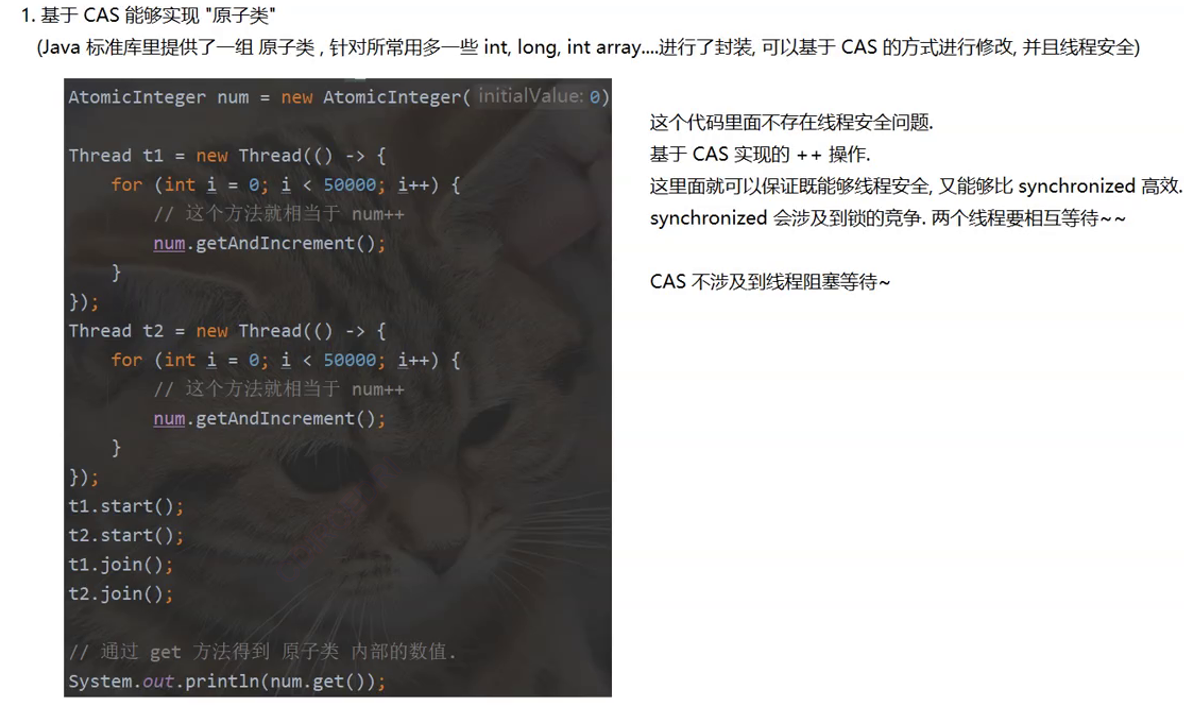 1. 基于 CAS 能够实现 "原子类"
(Java 标准库里提供了一组 原子类 , 针对所常用多一些 int, long, int array....进行了封装, 可以基于 CAS 的方式进行修改, 并且线程安全)
AtomicInteger num = new AtomicInteger( initialValue: 0)
Thread t1 = new Thread(() -> {
for (int i = 0; i < 50000; i++) {
// 这个方法就相当于 num++
num.getAndIncrement();
}
});
Thread t2 = new Thread(() -> {
for (int i = 0; i < 50000; i++) {
// 这个方法就相当于 num++
num.getAndIncrement();
}
});
t1.start();
t2.start();
t1.join();
t2.join();
// 通过 get 方法得到 原子类 内部的数值.
System.out.println(num.get());
这个代码里面不存在线程安全问题.
基于 CAS 实现的 ++ 操作.
这里面就可以保证既能够线程安全, 又能够比 synchronized 高效.
synchronized 会涉及到锁的竞争. 两个线程要相互等待~~
CAS 不涉及到线程阻塞等待~